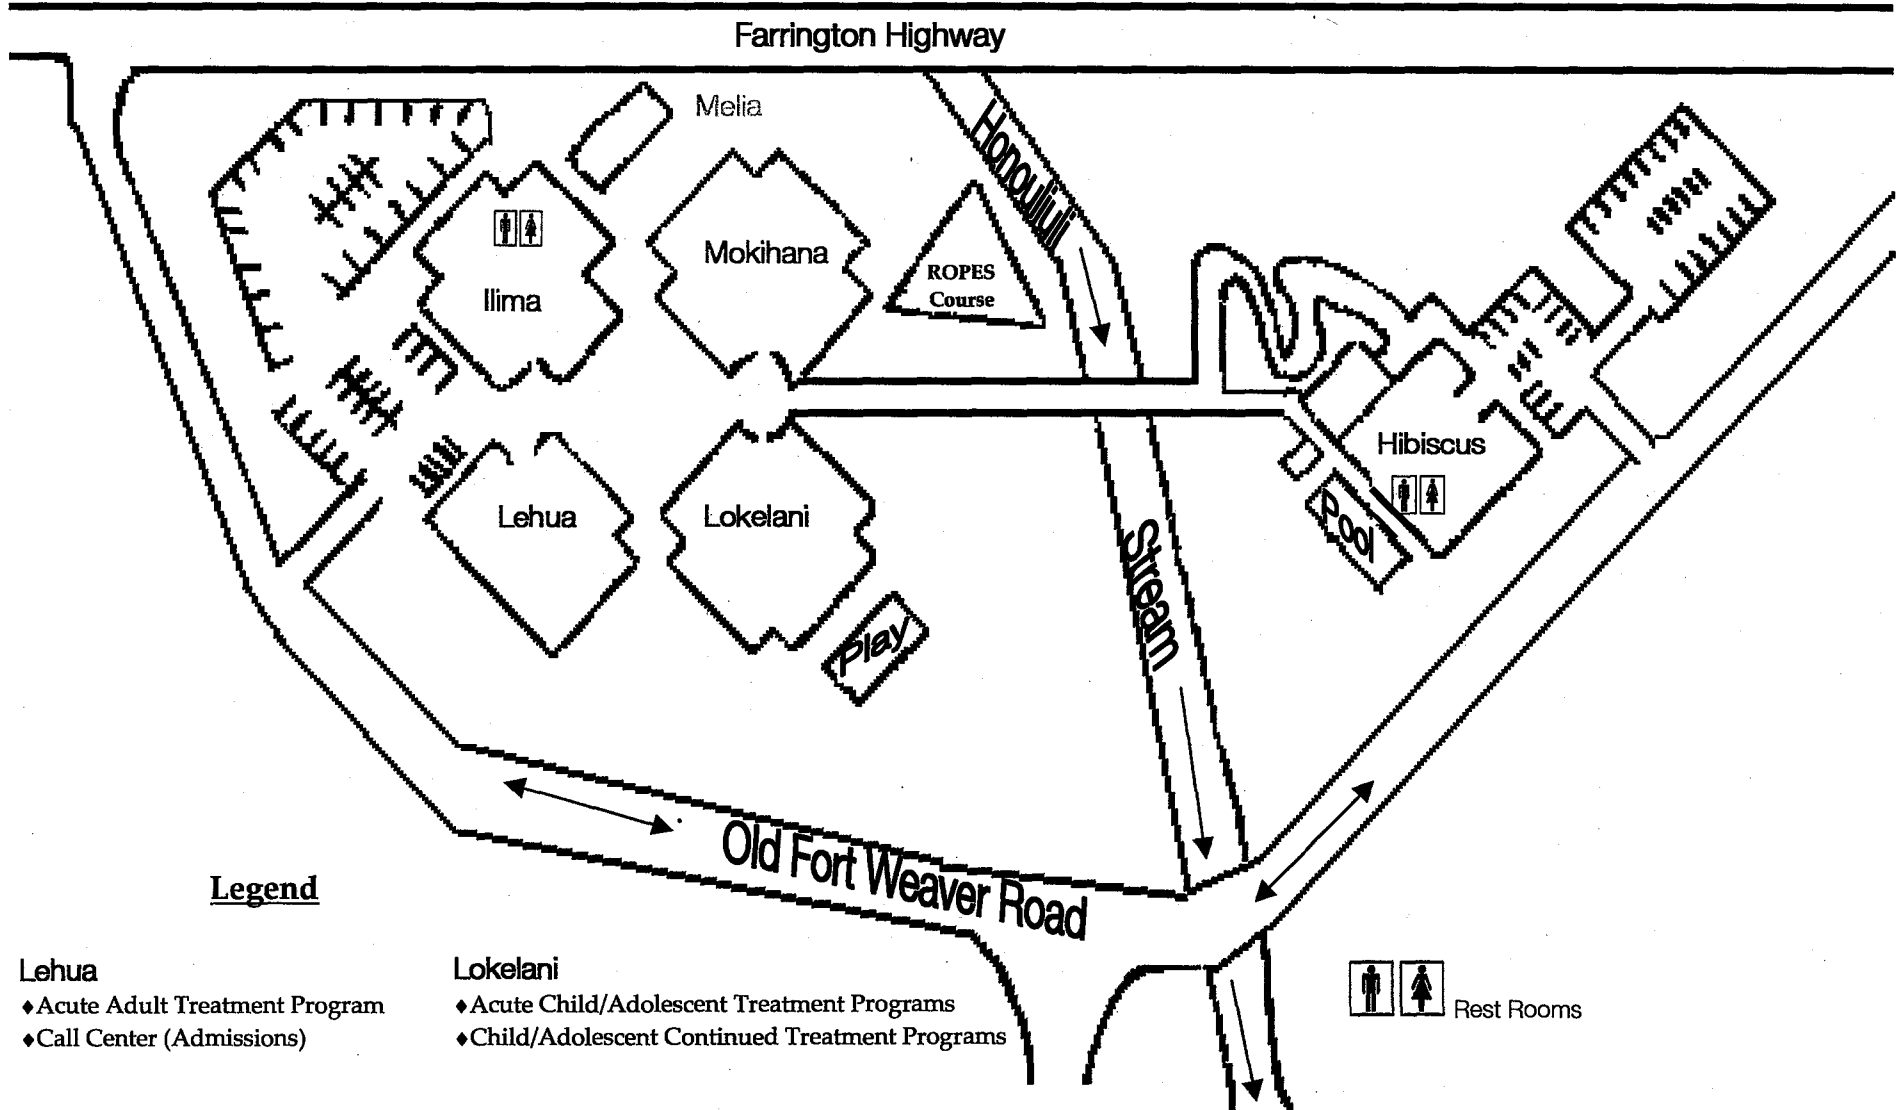 Farrington Highway
Melia
Honouliuli
Mokihana
Ilima
ROPES
Course
Hibiscus
Lehua
Lokelani
Pool
Stream
Play
Old Fort Weaver Road
Legend
Lehua
♦Acute Adult Treatment Program
♦Call Center (Admissions)
Lokelani
♦Acute Child/Adolescent Treatment Programs
♦Child/Adolescent Continued Treatment Programs
Rest Rooms